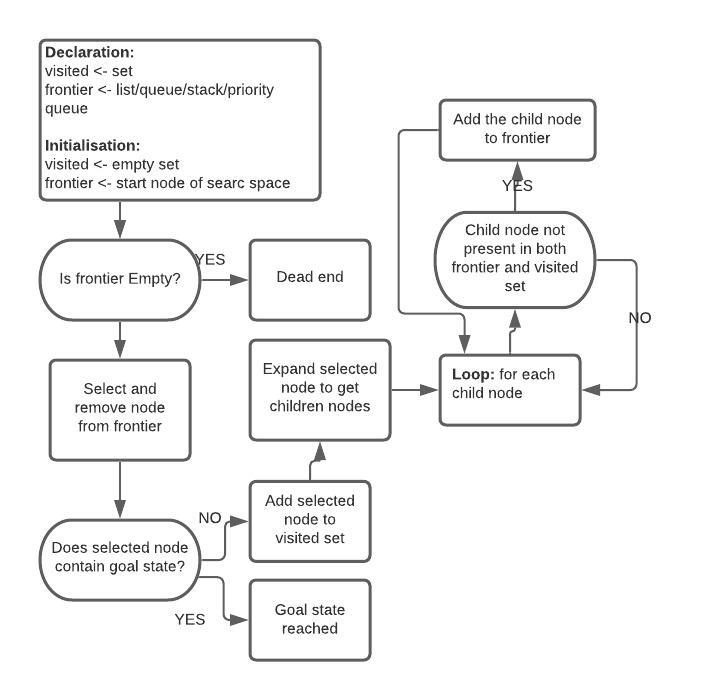 Declaration:
visited <- set
frontier <- list/queue/stack/priority
queue
Initialisation:
visited <- empty set
frontier <- start node of searc space
Is frontier Empty?
YES
Dead end
Select and
remove node
from frontier
Does selected node
contain goal state?
NO
YES
Goal state
reached
Add selected
node to
visited set
Expand selected
node to get
children nodes
Loop: for each
child node
Child node not
present in both
frontier and visited
set
YES
NO
Add the child node
to frontier